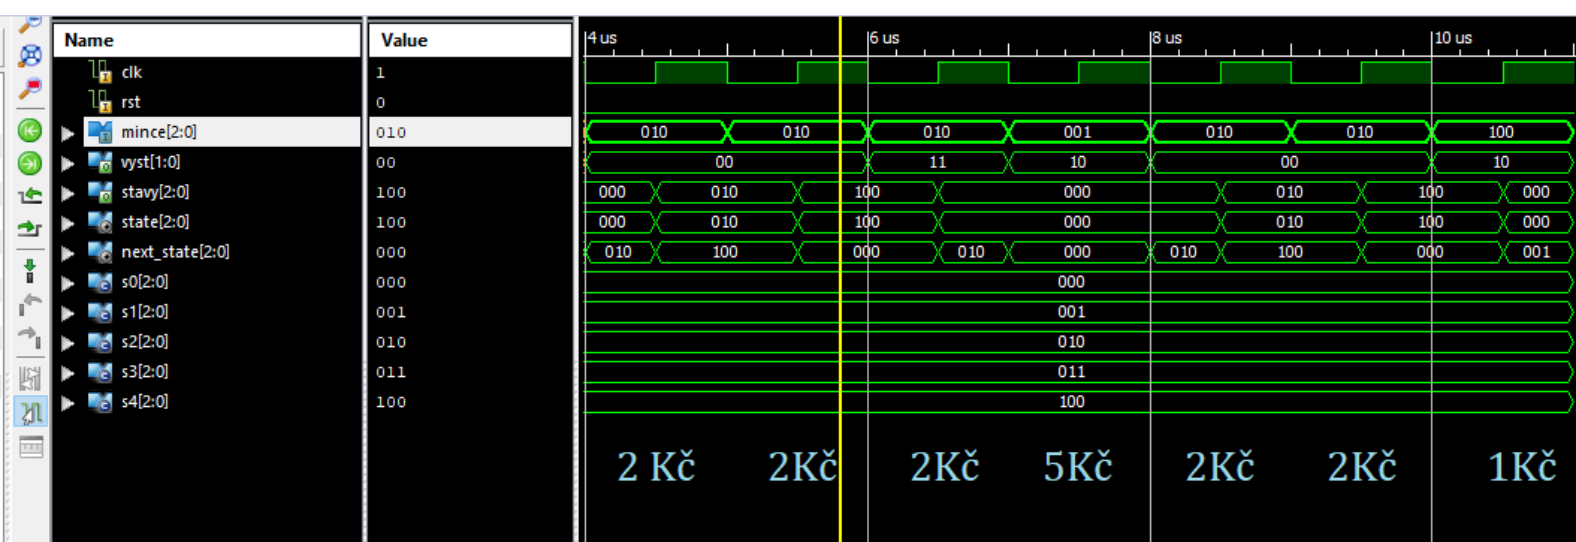 Name Value 4 us 6 us 8 us 10 us
clk 1
rst 0
mince[2:0] 010 010 010 010 001 010 010 100
vyst[1:0] 00 00 11 10 00 10
stavy[2:0] 100 000 010 100 000 010 100 000
state[2:0] 100 000 010 100 000 010 100 000
next_state[2:0] 000 010 100 000 010 000 010 100 000 001
s0[2:0] 000 000
s1[2:0] 001 001
s2[2:0] 010 010
s3[2:0] 011 011
s4[2:0] 100 100
2 Kč 2Kč 2Kč 5Kč 2Kč 2Kč 1Kč